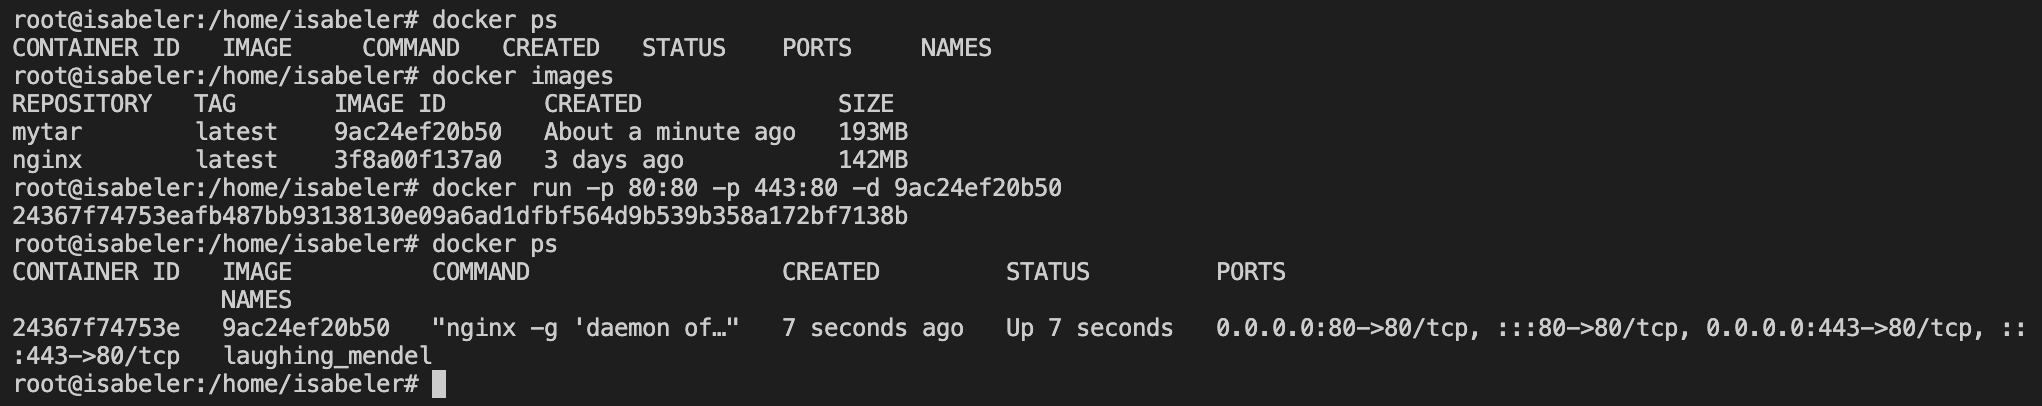 root@isabeler:/home/isabeler# docker ps
CONTAINER ID   IMAGE     COMMAND   CREATED   STATUS    PORTS     NAMES
root@isabeler:/home/isabeler# docker images
REPOSITORY   TAG       IMAGE ID       CREATED              SIZE
mytar        latest    9ac24ef20b50   About a minute ago   193MB
nginx        latest    3f8a00f137a0   3 days ago           142MB
root@isabeler:/home/isabeler# docker run -p 80:80 -p 443:80 -d 9ac24ef20b50
24367f74753eafb487bb93138130e09a6ad1dfbf564d9b539b358a172bf7138b
root@isabeler:/home/isabeler# docker ps
CONTAINER ID   IMAGE          COMMAND                  CREATED         STATUS         PORTS
               NAMES
24367f74753e   9ac24ef20b50   "nginx -g 'daemon of…"   7 seconds ago   Up 7 seconds   0.0.0.0:80->80/tcp, :::80->80/tcp, 0.0.0.0:443->80/tcp, ::
:443->80/tcp   laughing_mendel
root@isabeler:/home/isabeler#